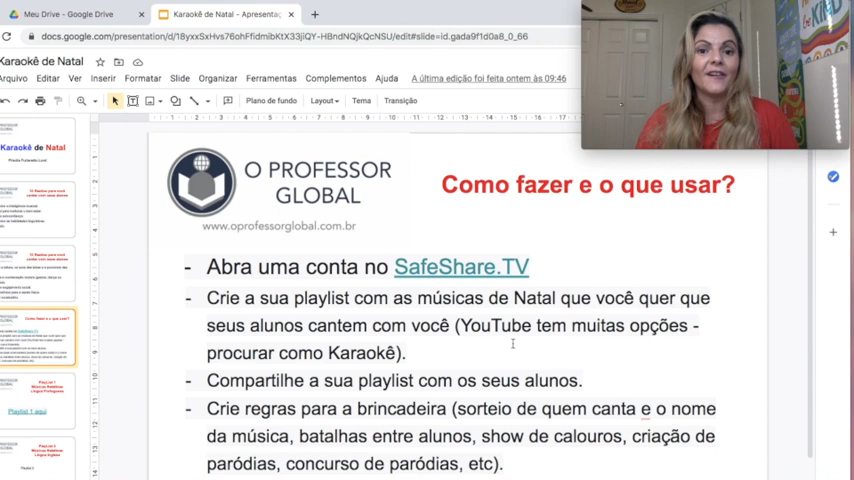 Meu Drive - Google Drive
Karaokê de Natal - Apresentaç
docs.google.com/presentation/d/18yxxSxHvs76ohFfidmibKtX33jiQY-HBndNQjkQcNSU/edit#slide=id.gada9f1d0a8_0_66
Karaokê de Natal
Arquivo Editar Ver Inserir Formatar Slide Organizar Ferramentas Complementos Ajuda A última edição foi feita ontem às 09:46
Plano de fundo Layout Tema Transição
Karaokê de Natal
O PROFESSOR
GLOBAL
www.oprofessorglobal.com.br
Como fazer e o que usar?
- Abra uma conta no SafeShare.TV
- Crie a sua playlist com as músicas de Natal que você quer que
seus alunos cantem com você (YouTube tem muitas opções -
procurar como Karaokê).
- Compartilhe a sua playlist com os seus alunos.
- Crie regras para a brincadeira (sorteio de quem canta e o nome
da música, batalhas entre alunos, show de calouros, criação de
paródias, concurso de paródias, etc).
Playlist 1 aqui